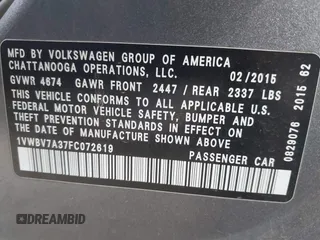 MFD BY VOLKSWAGEN GROUP OF AMERICA
CHATTANOOGA OPERATIONS, LLC. 02/2015
GVWR 4674 GAWR FRONT 2447 / REAR 2337 LBS
THIS VEHICLE CONFORMS TO ALL APPLICABLE U.S.
FEDERAL MOTOR VEHICLE SAFETY, BUMPER AND
THEFT PREVENTION STANDARDS IN EFFECT ON THE
DATE OF MANUFACTURE SHOWN ABOVE.
1VWBV7A37FC072619 PASSENGER CAR
0829076 2015 62
DREAMBID